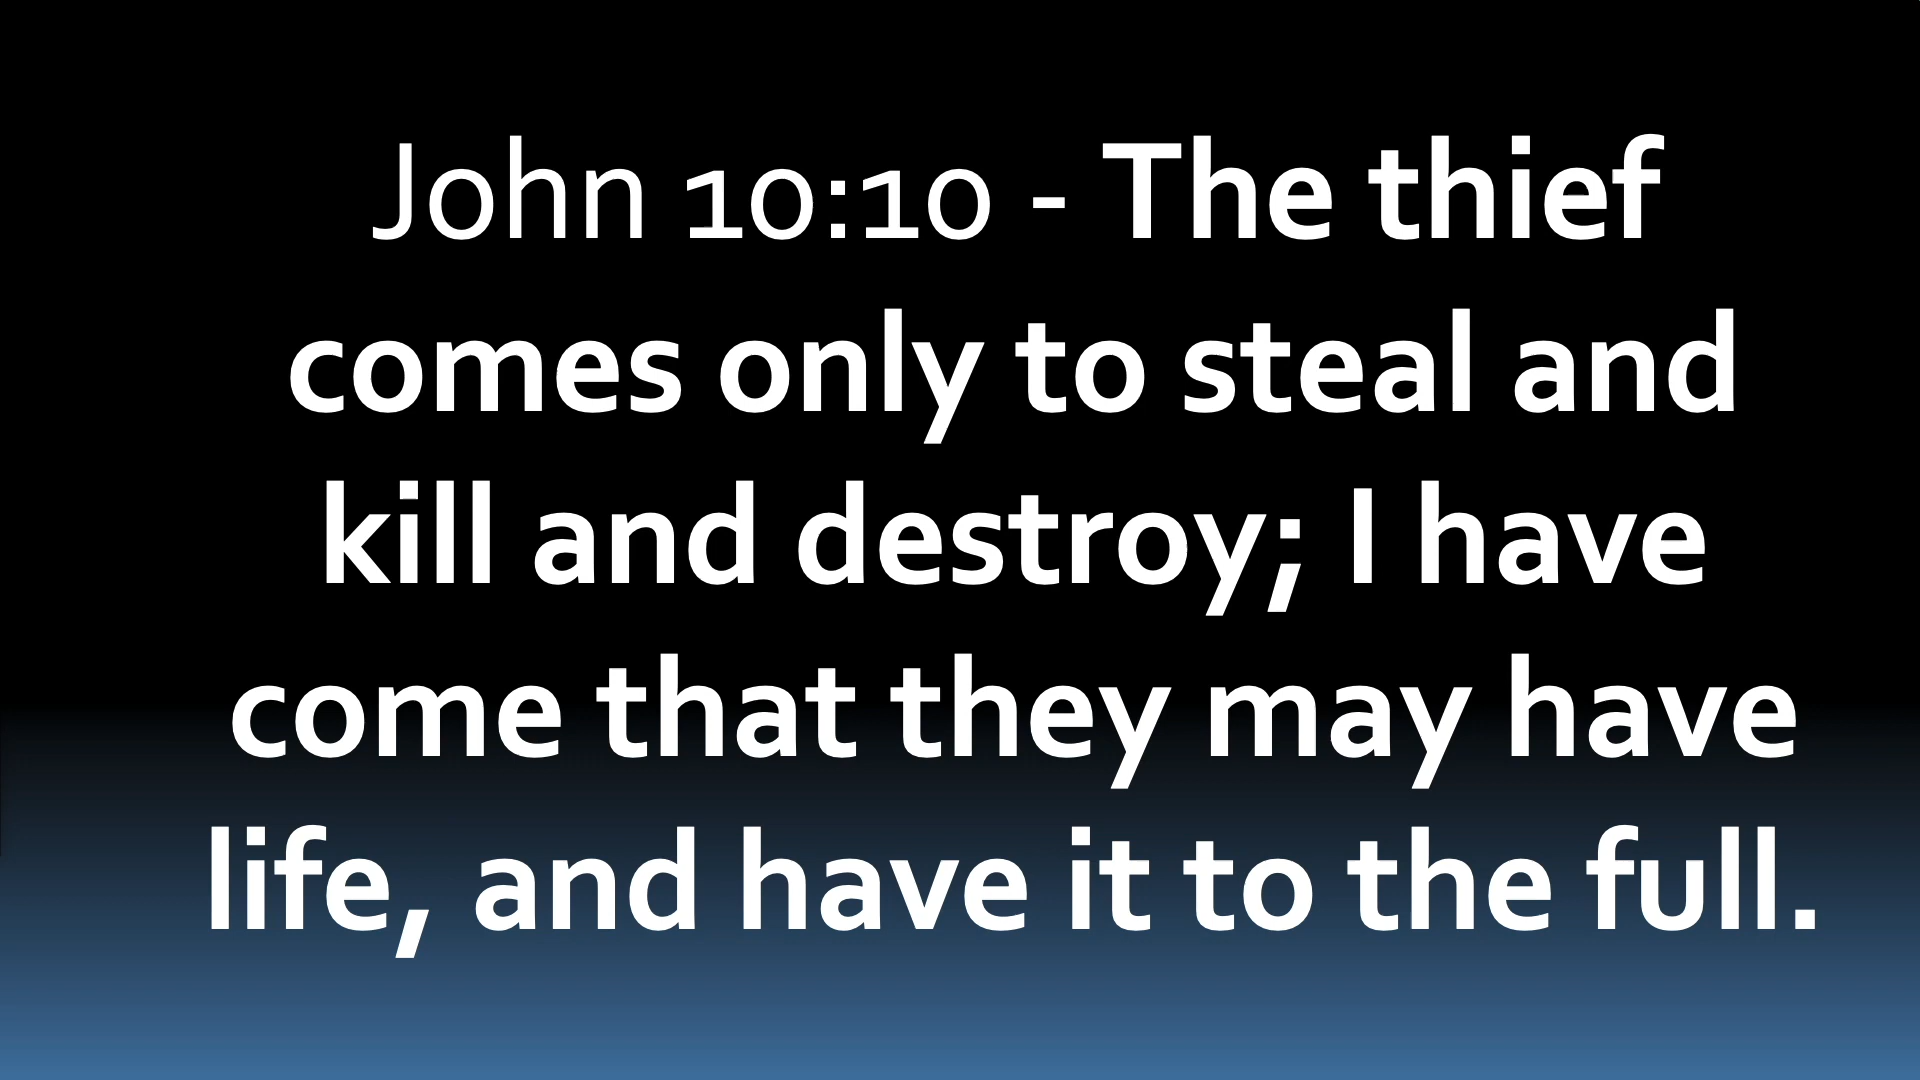 John 10:10 - The thief
comes only to steal and
kill and destroy; I have
come that they may have
life, and have it to the full.